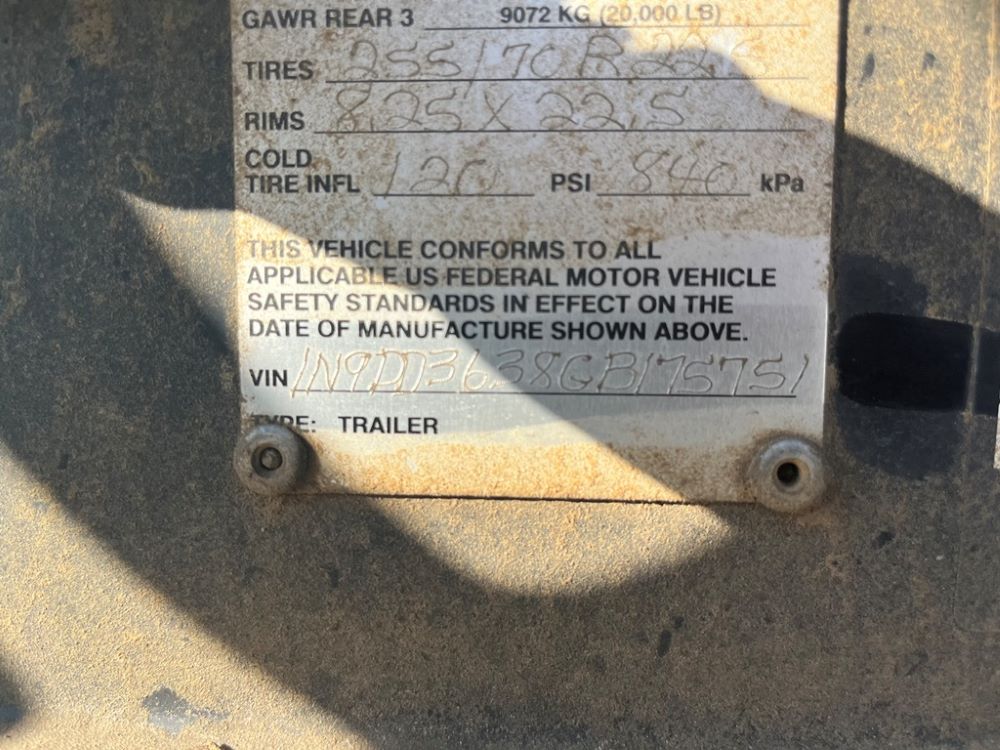 GAWR REAR 3 9072 KG (20,000 LB)
TIRES 255/70R22.5
RIMS 8.25 X 22.5
COLD
TIRE INFL 120 PSI 840 kPa
THIS VEHICLE CONFORMS TO ALL
APPLICABLE US FEDERAL MOTOR VEHICLE
SAFETY STANDARDS IN EFFECT ON THE
DATE OF MANUFACTURE SHOWN ABOVE.
VIN 1N9DT3638GB175751
TYPE: TRAILER